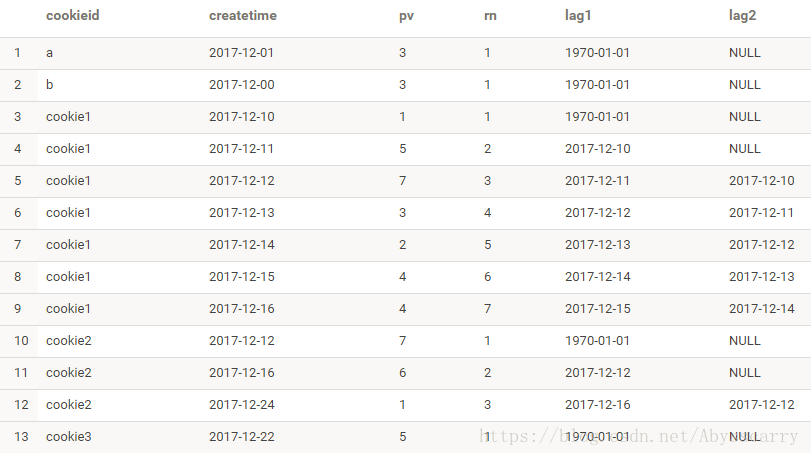 cookieid createtime pv rn lag1 lag2
1 a 2017-12-01 3 1 1970-01-01 NULL
2 b 2017-12-00 3 1 1970-01-01 NULL
3 cookie1 2017-12-10 1 1 1970-01-01 NULL
4 cookie1 2017-12-11 5 2 2017-12-10 NULL
5 cookie1 2017-12-12 7 3 2017-12-11 2017-12-10
6 cookie1 2017-12-13 3 4 2017-12-12 2017-12-11
7 cookie1 2017-12-14 2 5 2017-12-13 2017-12-12
8 cookie1 2017-12-15 4 6 2017-12-14 2017-12-13
9 cookie1 2017-12-16 4 7 2017-12-15 2017-12-14
10 cookie2 2017-12-12 7 1 1970-01-01 NULL
11 cookie2 2017-12-16 6 2 2017-12-12 NULL
12 cookie2 2017-12-24 1 3 2017-12-16 2017-12-12
13 cookie3 2017-12-22 5 1 1970-01-01 NULL